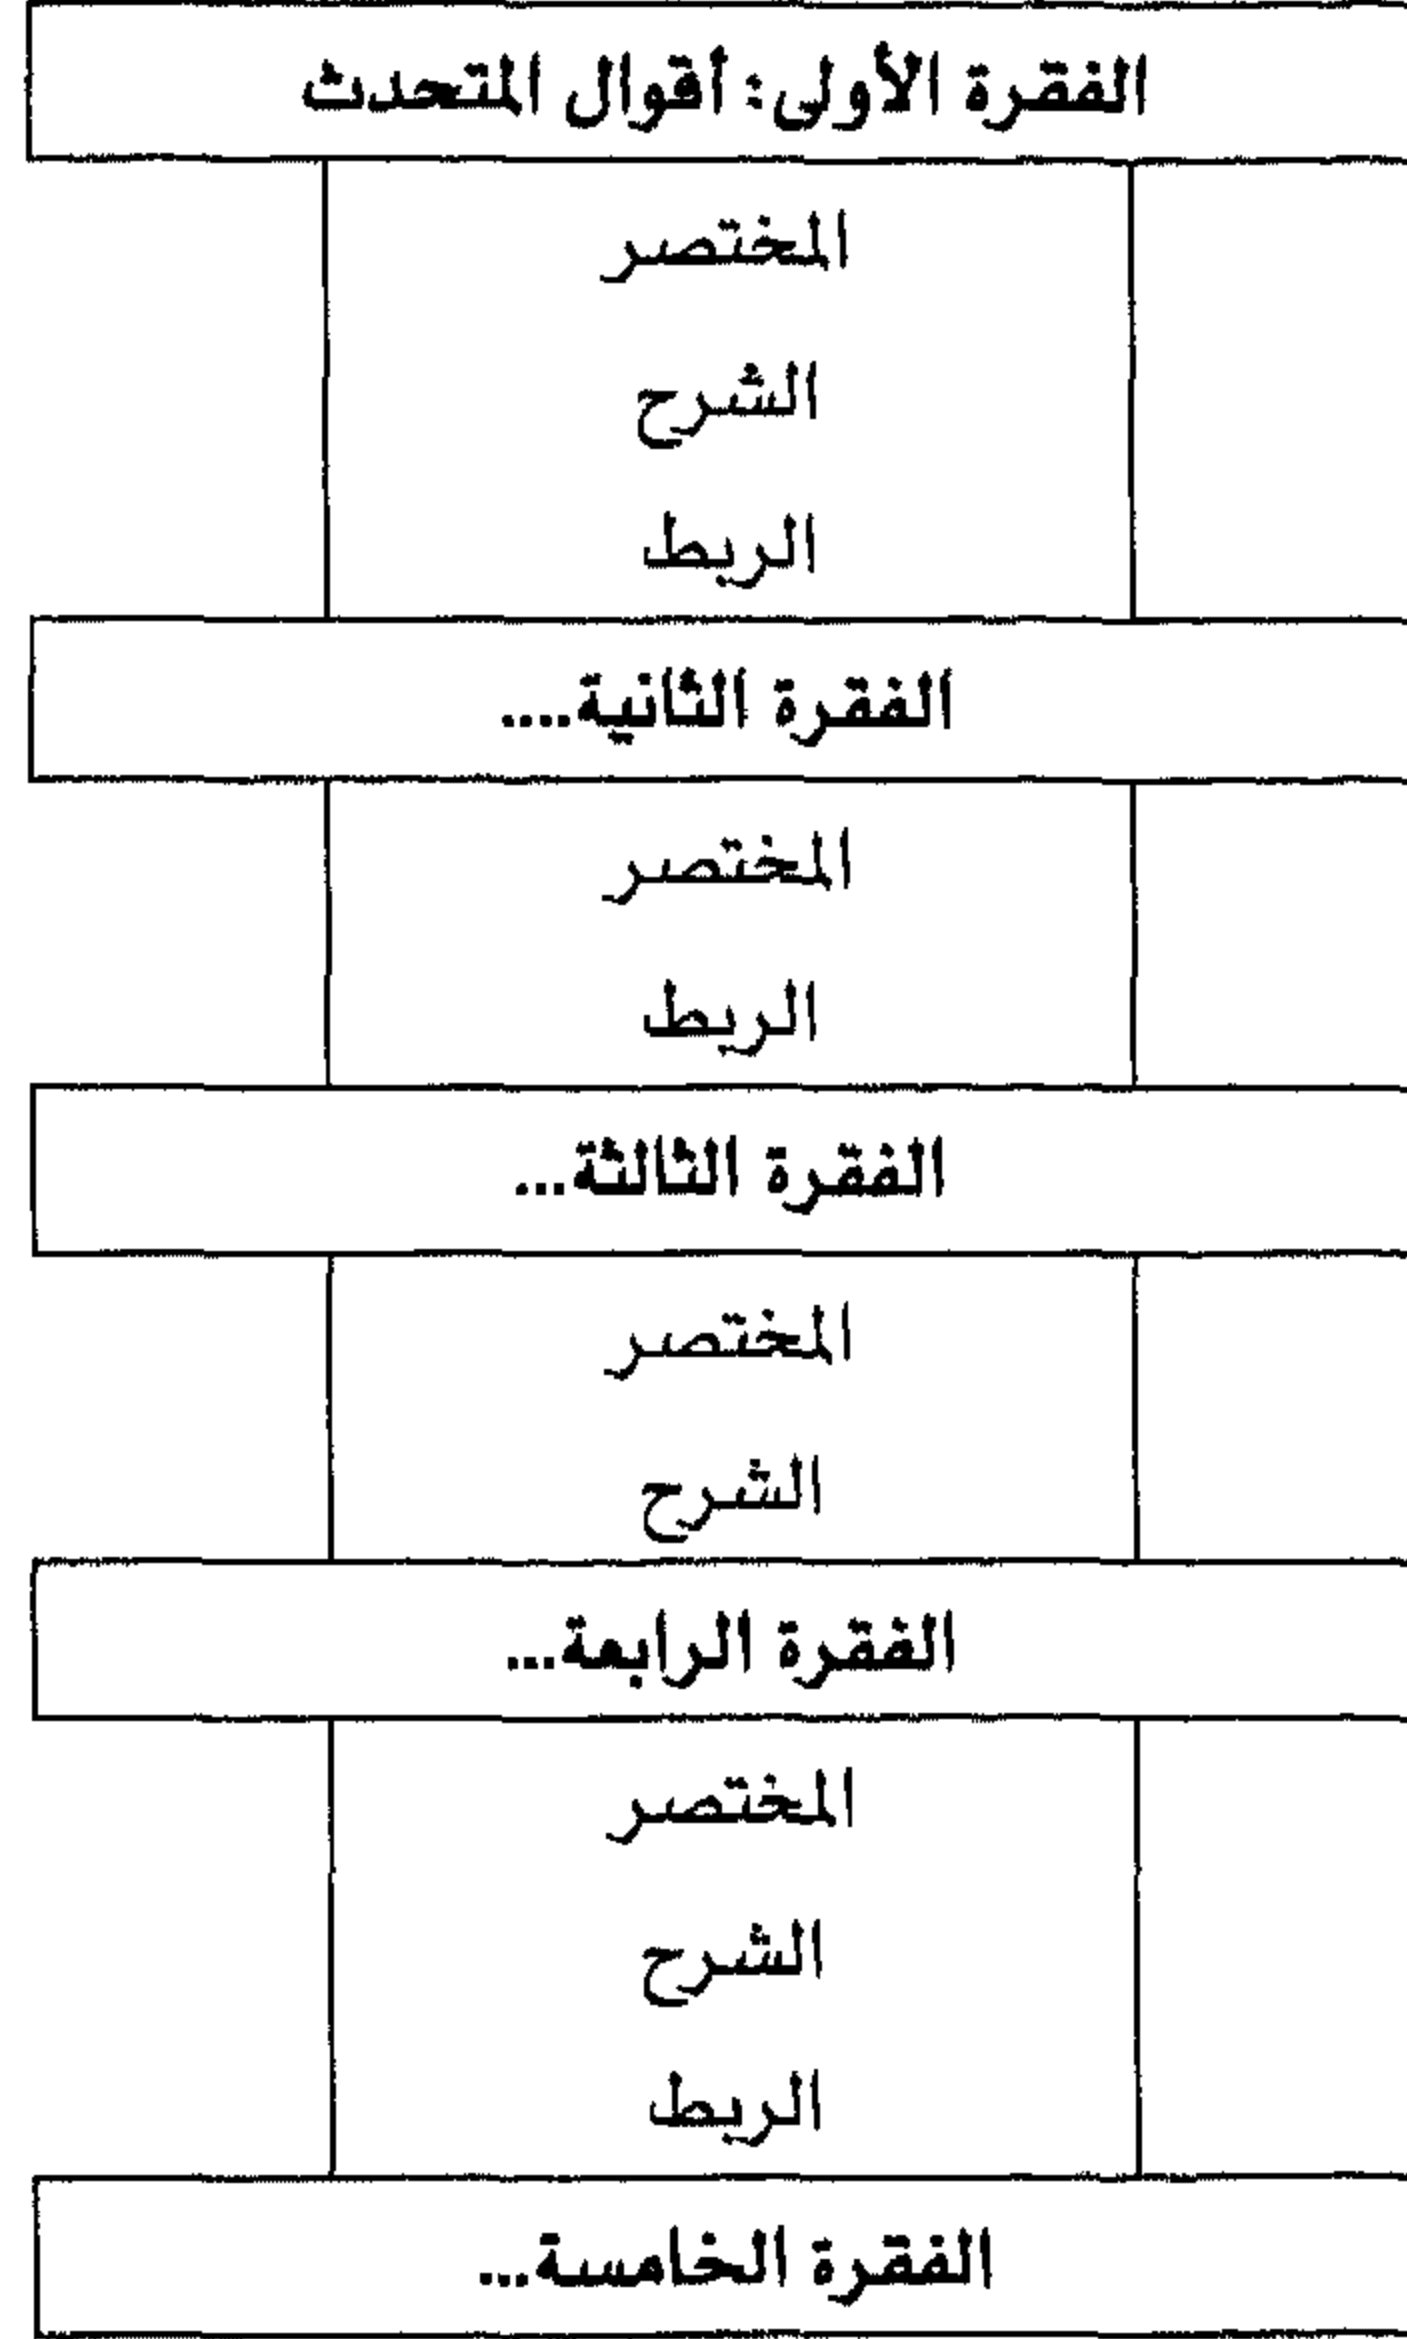 الفقرة الأولى: أقوال المتحدث
المختصر
الشرح
الربط
الفقرة الثانية....
المختصر
الربط
الفقرة الثالثة...
المختصر
الشرح
الفقرة الرابعة...
المختصر
الشرح
الربط
الفقرة الخامسة...